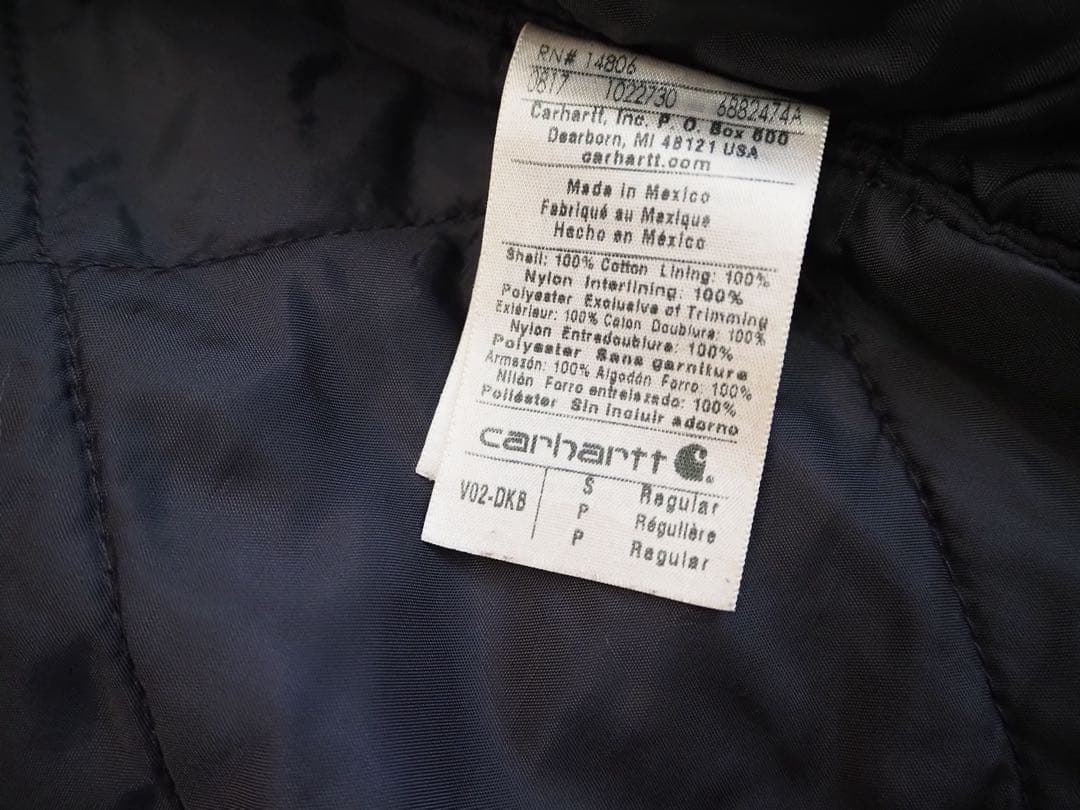 RN# 14806
0817 1022730 6882474A
Carhartt, Inc. P. O. Box 600
Dearborn, MI 48121 USA
carhartt.com
Made in Mexico
Fabriqué au Mexique
Hecho en México
Shell: 100% Cotton Lining: 100%
Nylon Interlining: 100%
Polyester Exclusive of Trimming
Extérieur: 100% Coton Doublure: 100%
Nylon Entredoublure: 100%
Polyester Sans garniture
Armazón: 100% Algodón Forro: 100%
Nilón Forro entrelazado: 100%
Poliéster Sin incluir adorno
carhartt
V02-DKB S Regular
P Régulière
P Regular